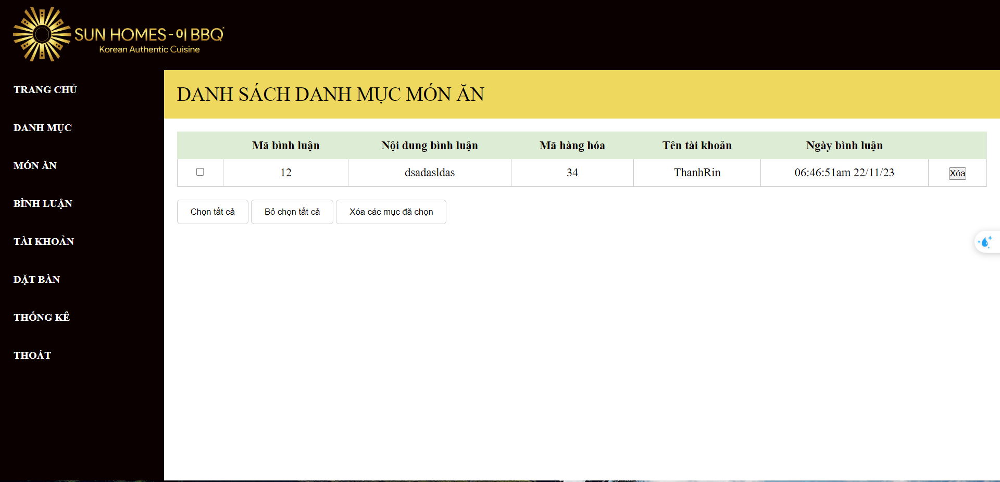 SUN HOMES - 이 BBQ
Korean Authentic Cuisine
TRANG CHỦ
DANH MỤC
MÓN ĂN
BÌNH LUẬN
TÀI KHOẢN
ĐẶT BÀN
THỐNG KÊ
THOÁT
DANH SÁCH DANH MỤC MÓN ĂN
Mã bình luận Nội dung bình luận Mã hàng hóa Tên tài khoản Ngày bình luận
12 dsadasldas 34 ThanhRin 06:46:51am 22/11/23 Xóa
Chọn tất cả Bỏ chọn tất cả Xóa các mục đã chọn